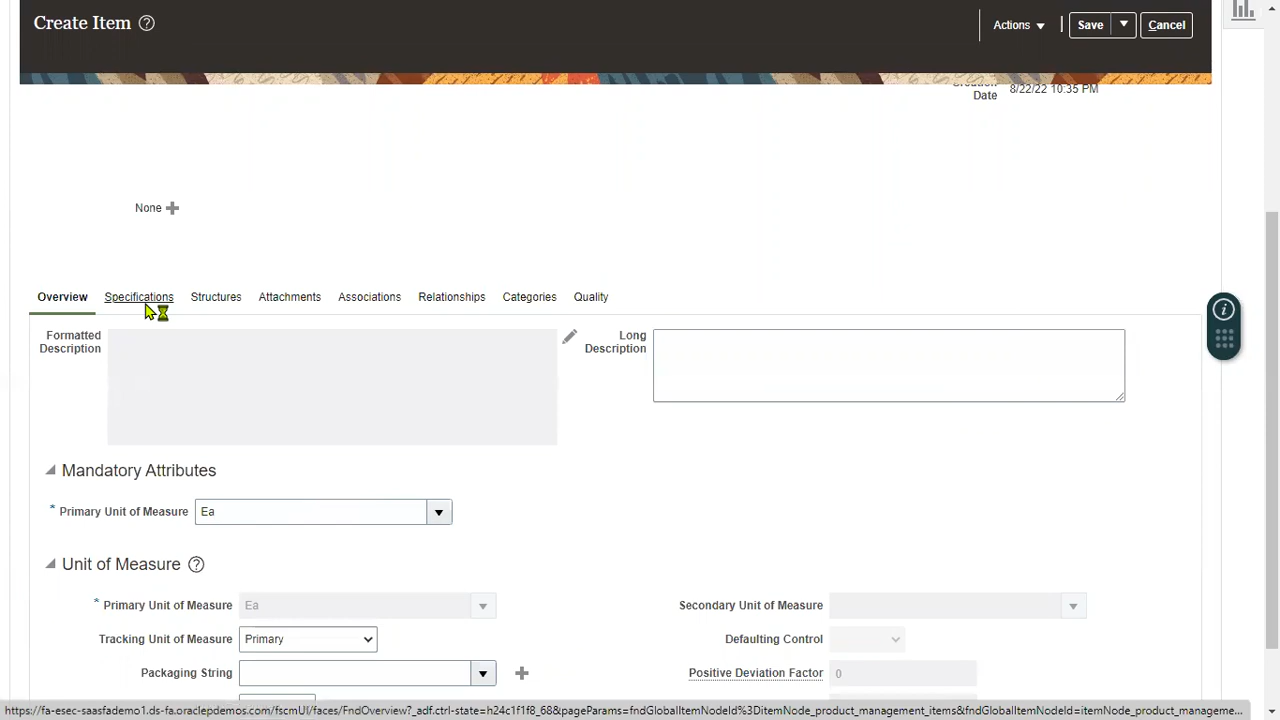 Create Item
Actions
Save
Cancel
Creation
Date
8/22/22 10:35 PM
None
Overview
Specifications
Structures
Attachments
Associations
Relationships
Categories
Quality
Formatted
Description
Long
Description
Mandatory Attributes
* Primary Unit of Measure
Ea
Unit of Measure
* Primary Unit of Measure
Ea
Secondary Unit of Measure
Tracking Unit of Measure
Primary
Defaulting Control
Packaging String
Positive Deviation Factor
0
https://fa-esec-saasfademo1.ds-fa.oraclepdemos.com/fscmUI/faces/FndOverview?_adf.ctrl-state=h24c1f1f8_68&pageParams=fndGlobalItemNodeId%3DitemNode_product_management_items&fndGlobalItemNodeId=itemNode_product_manageme...